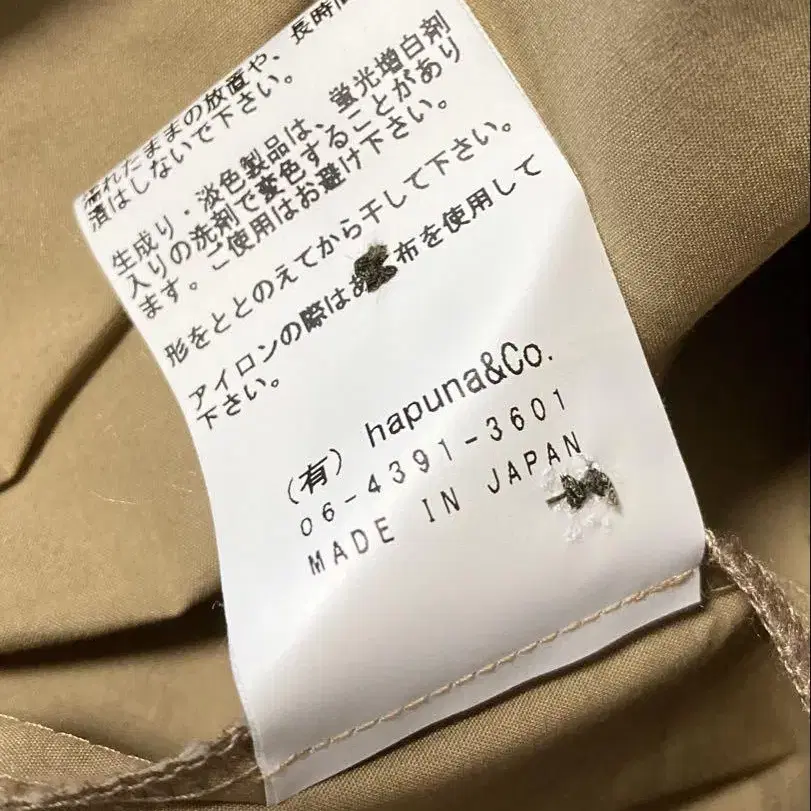 濡れたままの放置や、長時間
漬はしないで下さい。
生成り・淡色製品は、蛍光増白剤
入りの洗剤で変色することがあり
ます。ご使用はお避け下さい。
形をととのえてから干して下さい。
アイロンの際はあ 布を使用して
下さい。
(有) hapuna&Co.
06-4391-3601
MADE IN JAPAN